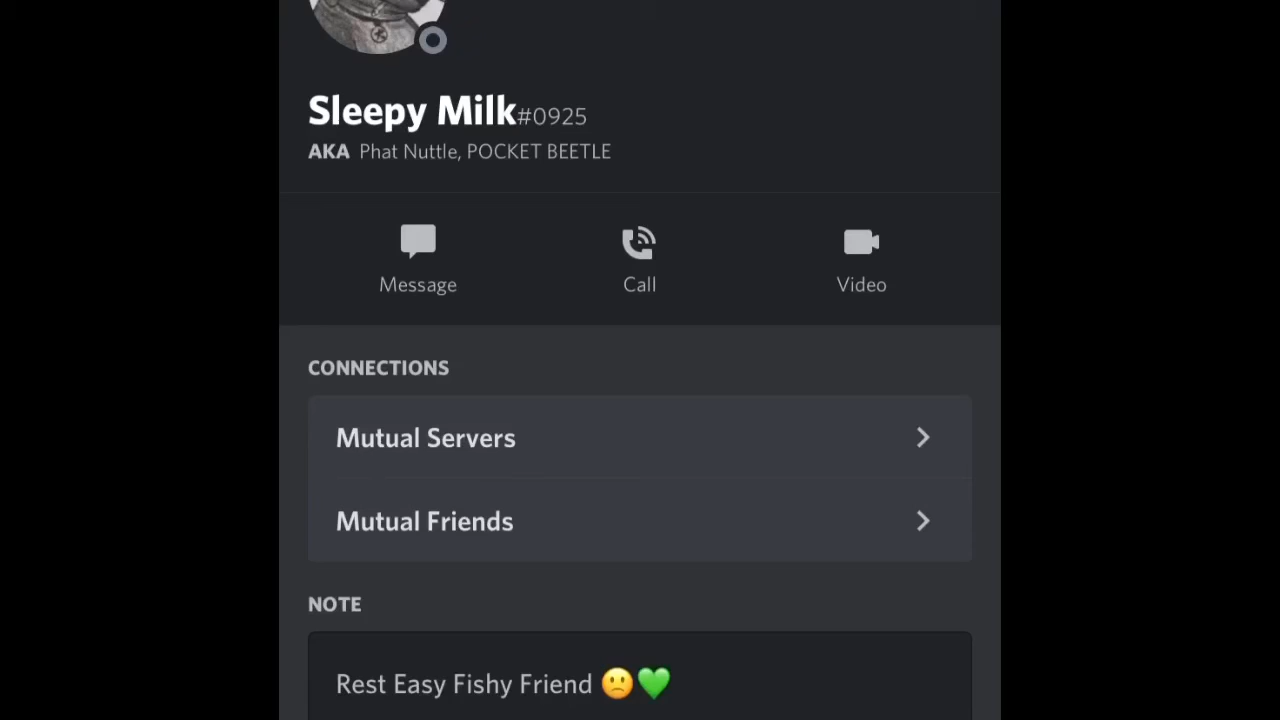 Sleepy Milk#0925
AKA Phat Nuttle, POCKET BEETLE
Message Call Video
CONNECTIONS
Mutual Servers
Mutual Friends
NOTE
Rest Easy Fishy Friend 🙁💚